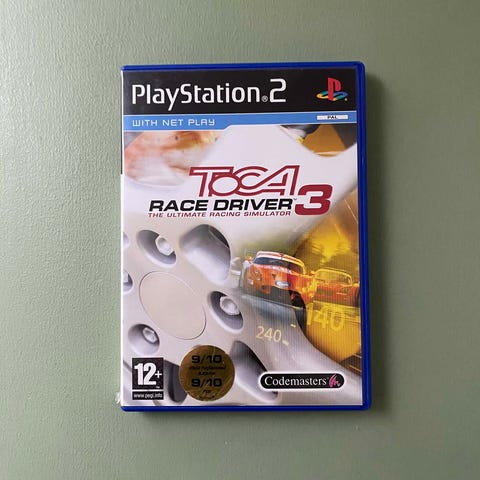 PlayStation®2
WITH NET PLAY
PAL
TOCA
RACE DRIVER™ 3
THE ULTIMATE RACING SIMULATOR
240
140
9/10
9/10
12+
www.pegi.info
Codemasters